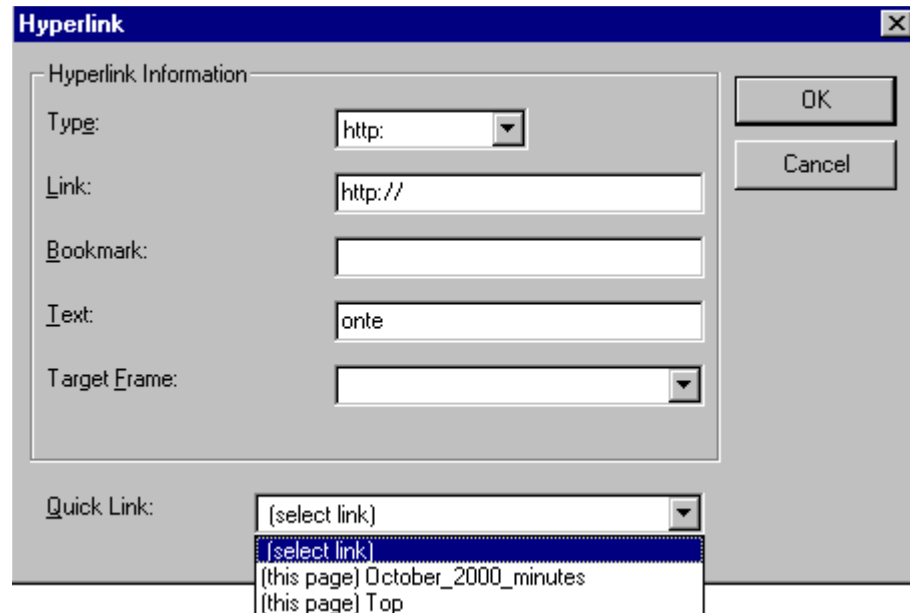 Hyperlink
Hyperlink Information
OK
Type:
http:
Cancel
Link:
http://
Bookmark:
Text:
onte
Target Frame:
Quick Link:
(select link)
(select link)
(this page) October_2000_minutes
(this page) Top